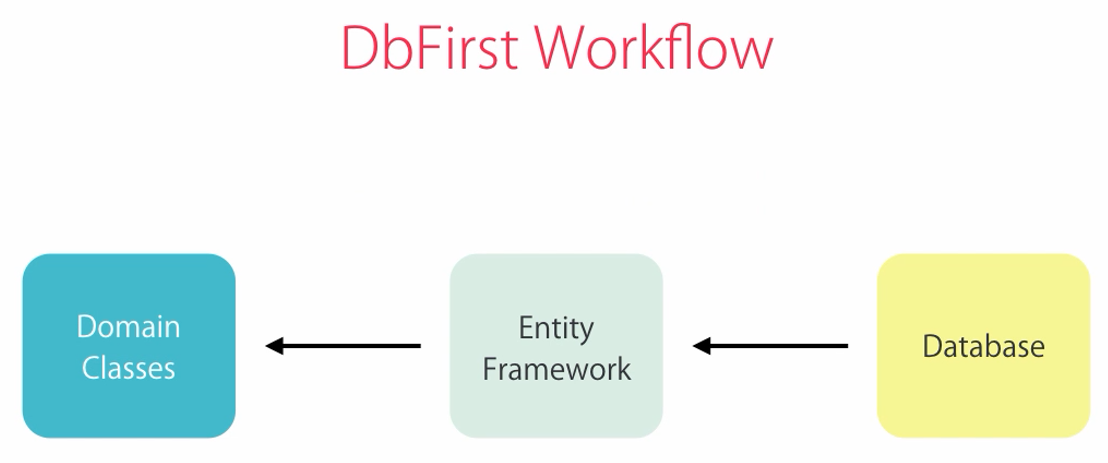 DbFirst Workflow
Domain
Classes
Entity
Framework
Database